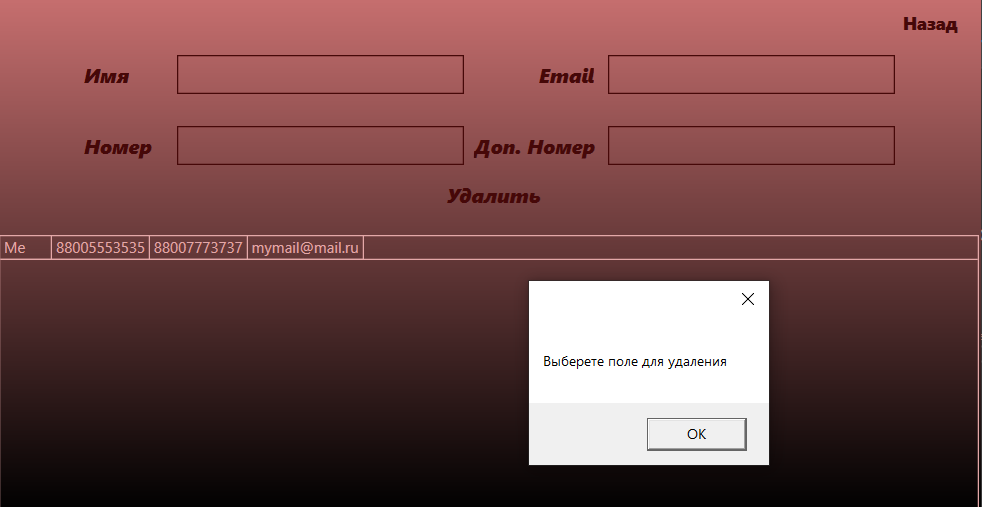 Назад
Имя Email
Номер Доп. Номер
Удалить
Me 88005553535 88007773737 mymail@mail.ru
Выберете поле для удаления
OK